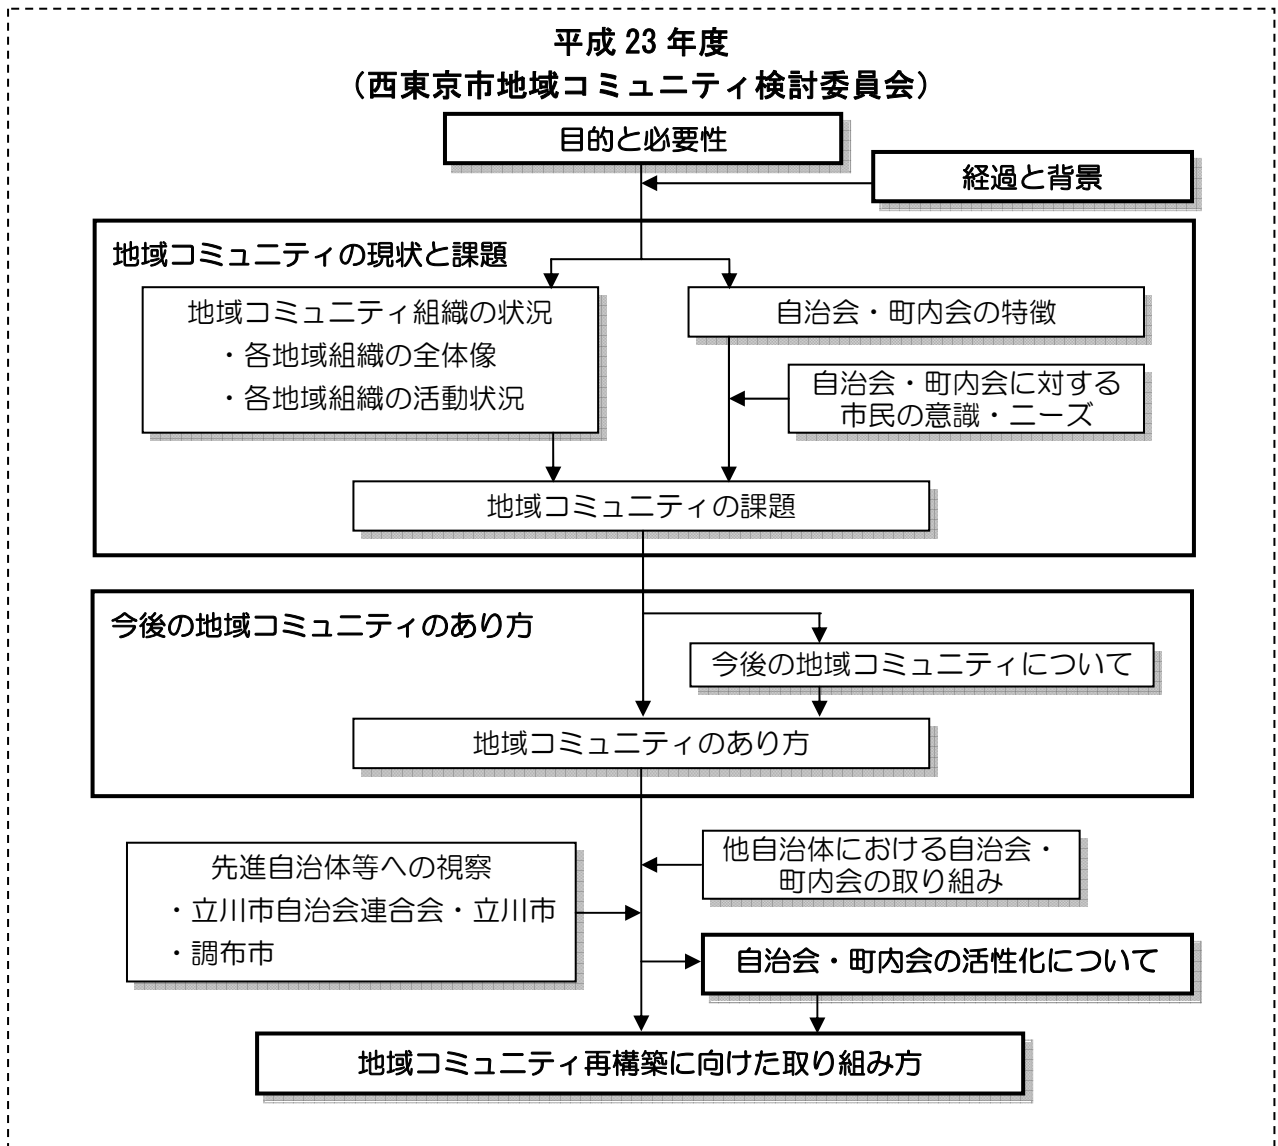 平成 23 年度
（西東京市地域コミュニティ検討委員会）
目的と必要性
経過と背景
地域コミュニティの現状と課題
地域コミュニティ組織の状況
・各地域組織の全体像
・各地域組織の活動状況
自治会・町内会の特徴
自治会・町内会に対する
市民の意識・ニーズ
地域コミュニティの課題
今後の地域コミュニティのあり方
今後の地域コミュニティについて
地域コミュニティのあり方
他自治体における自治会・
町内会の取り組み
先進自治体等への視察
・立川市自治会連合会・立川市
・調布市
自治会・町内会の活性化について
地域コミュニティ再構築に向けた取り組み方